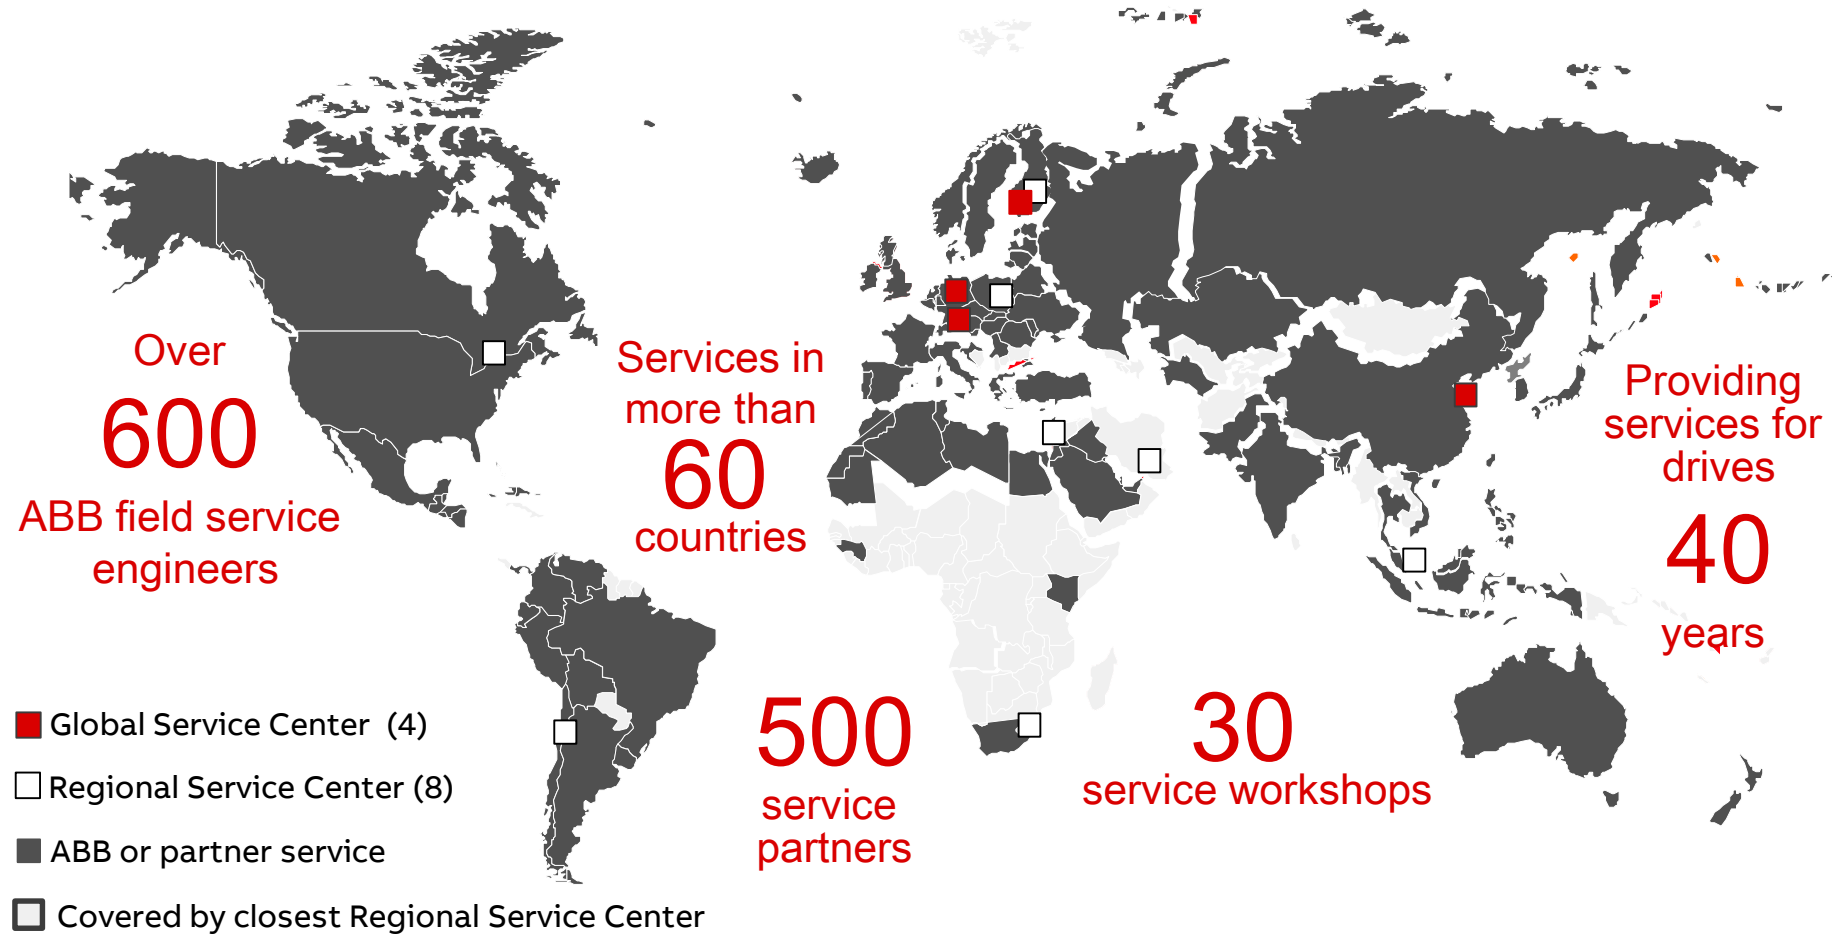 Over
600
ABB field service
engineers
Services in
more than
60
countries
Providing
services for
drives
40
years
500
service
partners
30
service workshops
Global Service Center (4)
Regional Service Center (8)
ABB or partner service
Covered by closest Regional Service Center